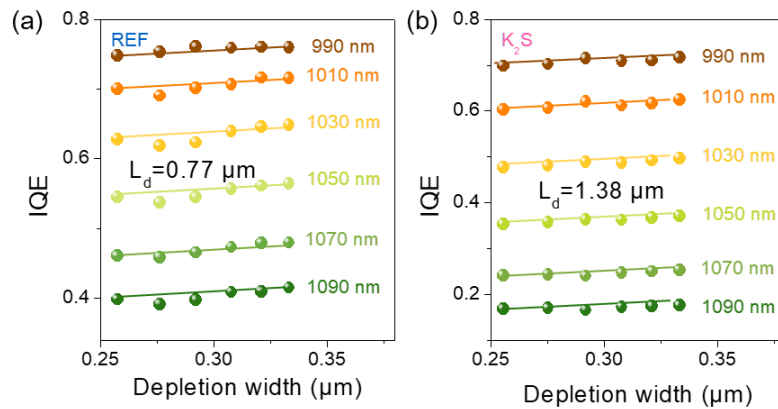 (a)
REF
IQE
0.8
0.6
0.4
990 nm
1010 nm
1030 nm
1050 nm
1070 nm
1090 nm
L_d=0.77 μm
0.25
0.30
0.35
Depletion width (μm)
(b)
K₂S
IQE
0.8
0.6
0.4
0.2
990 nm
1010 nm
1030 nm
1050 nm
1070 nm
1090 nm
L_d=1.38 μm
0.25
0.30
0.35
Depletion width (μm)